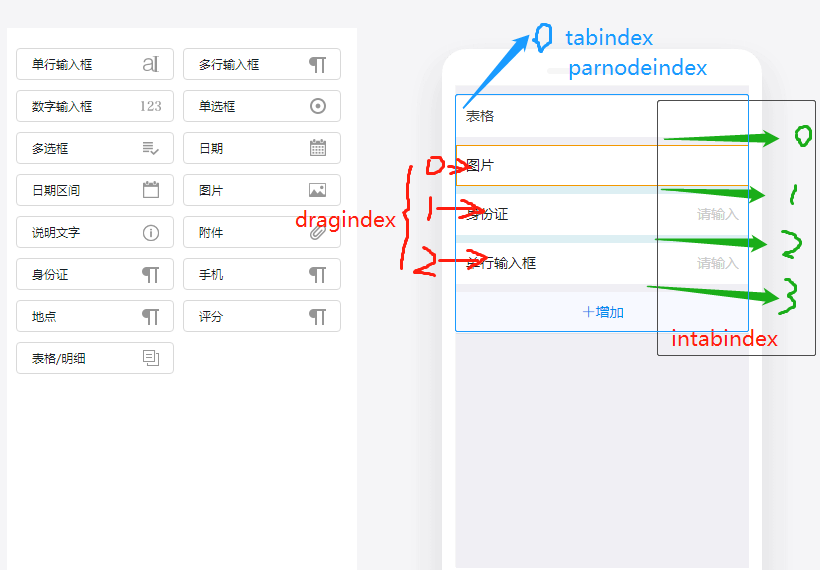 单行输入框 aI
多行输入框
数字输入框 123
单选框
多选框
日期
日期区间
图片
说明文字
附件
身份证
手机
地点
评分
表格/明细
0 tabindex
parnodeindex
表格
0
图片
0
dragindex
1
身份证 请输入
1
2
单行输入框 请输入
2
3
+增加
intabindex